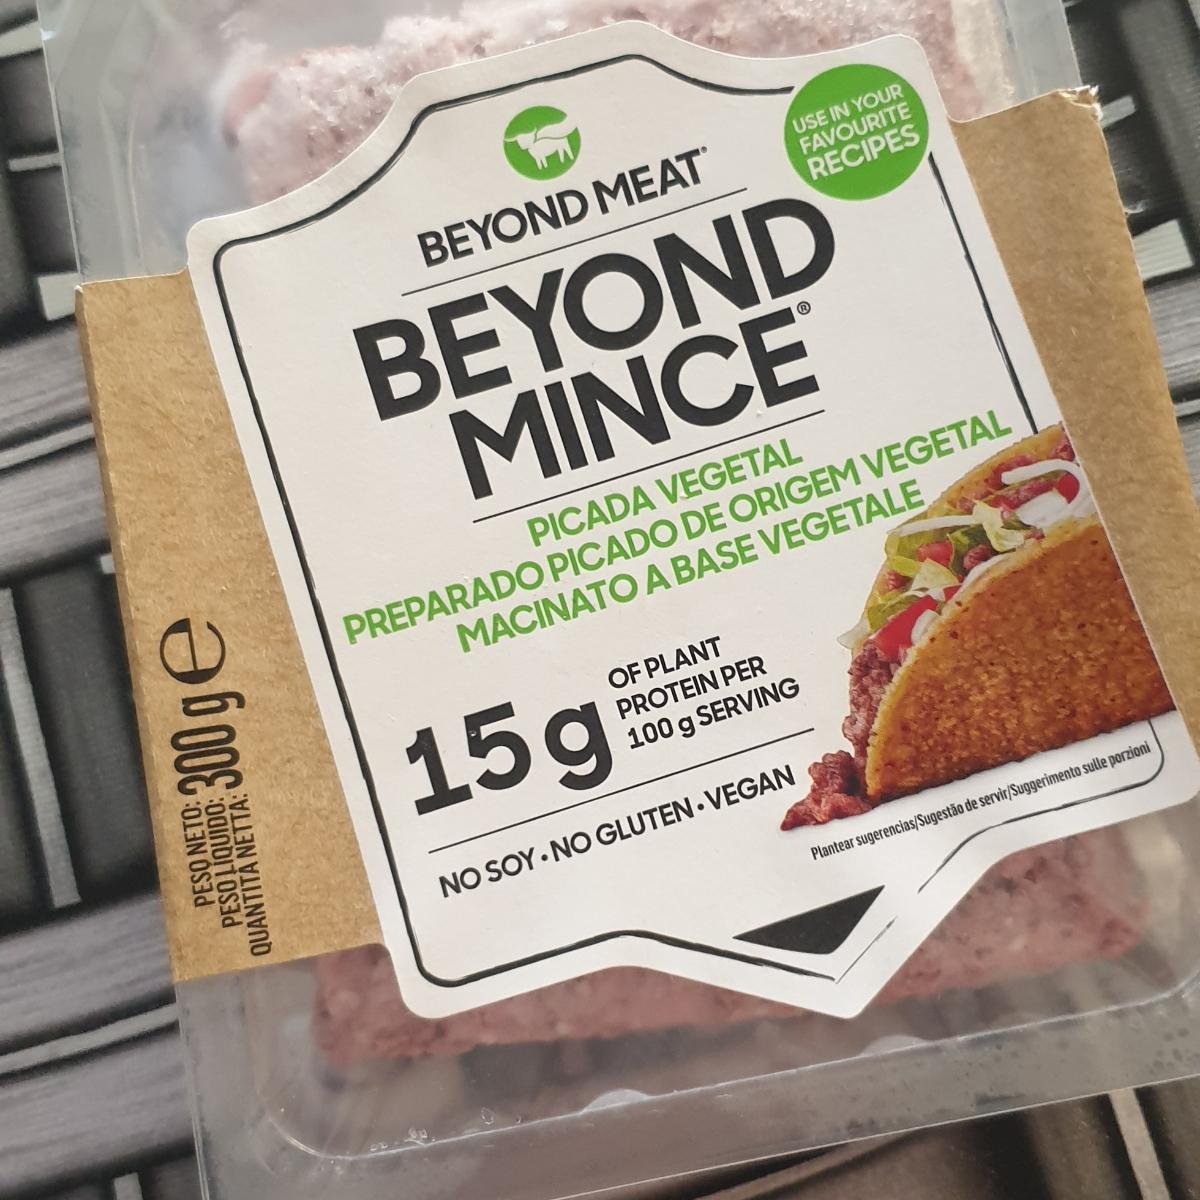 USE IN YOUR
FAVOURITE
RECIPES
BEYOND MEAT®
BEYOND
MINCE®
PICADA VEGETAL
PREPARADO PICADO DE ORIGEM VEGETAL
MACINATO A BASE VEGETALE
15g
OF PLANT
PROTEIN PER
100 g SERVING
NO SOY • NO GLUTEN • VEGAN
Plantear sugerencias/Sugestão de servir/Suggerimento sulle porzioni
PESO NETO:
PESO LÍQUIDO:
QUANTITÀ NETTA:
300 g e